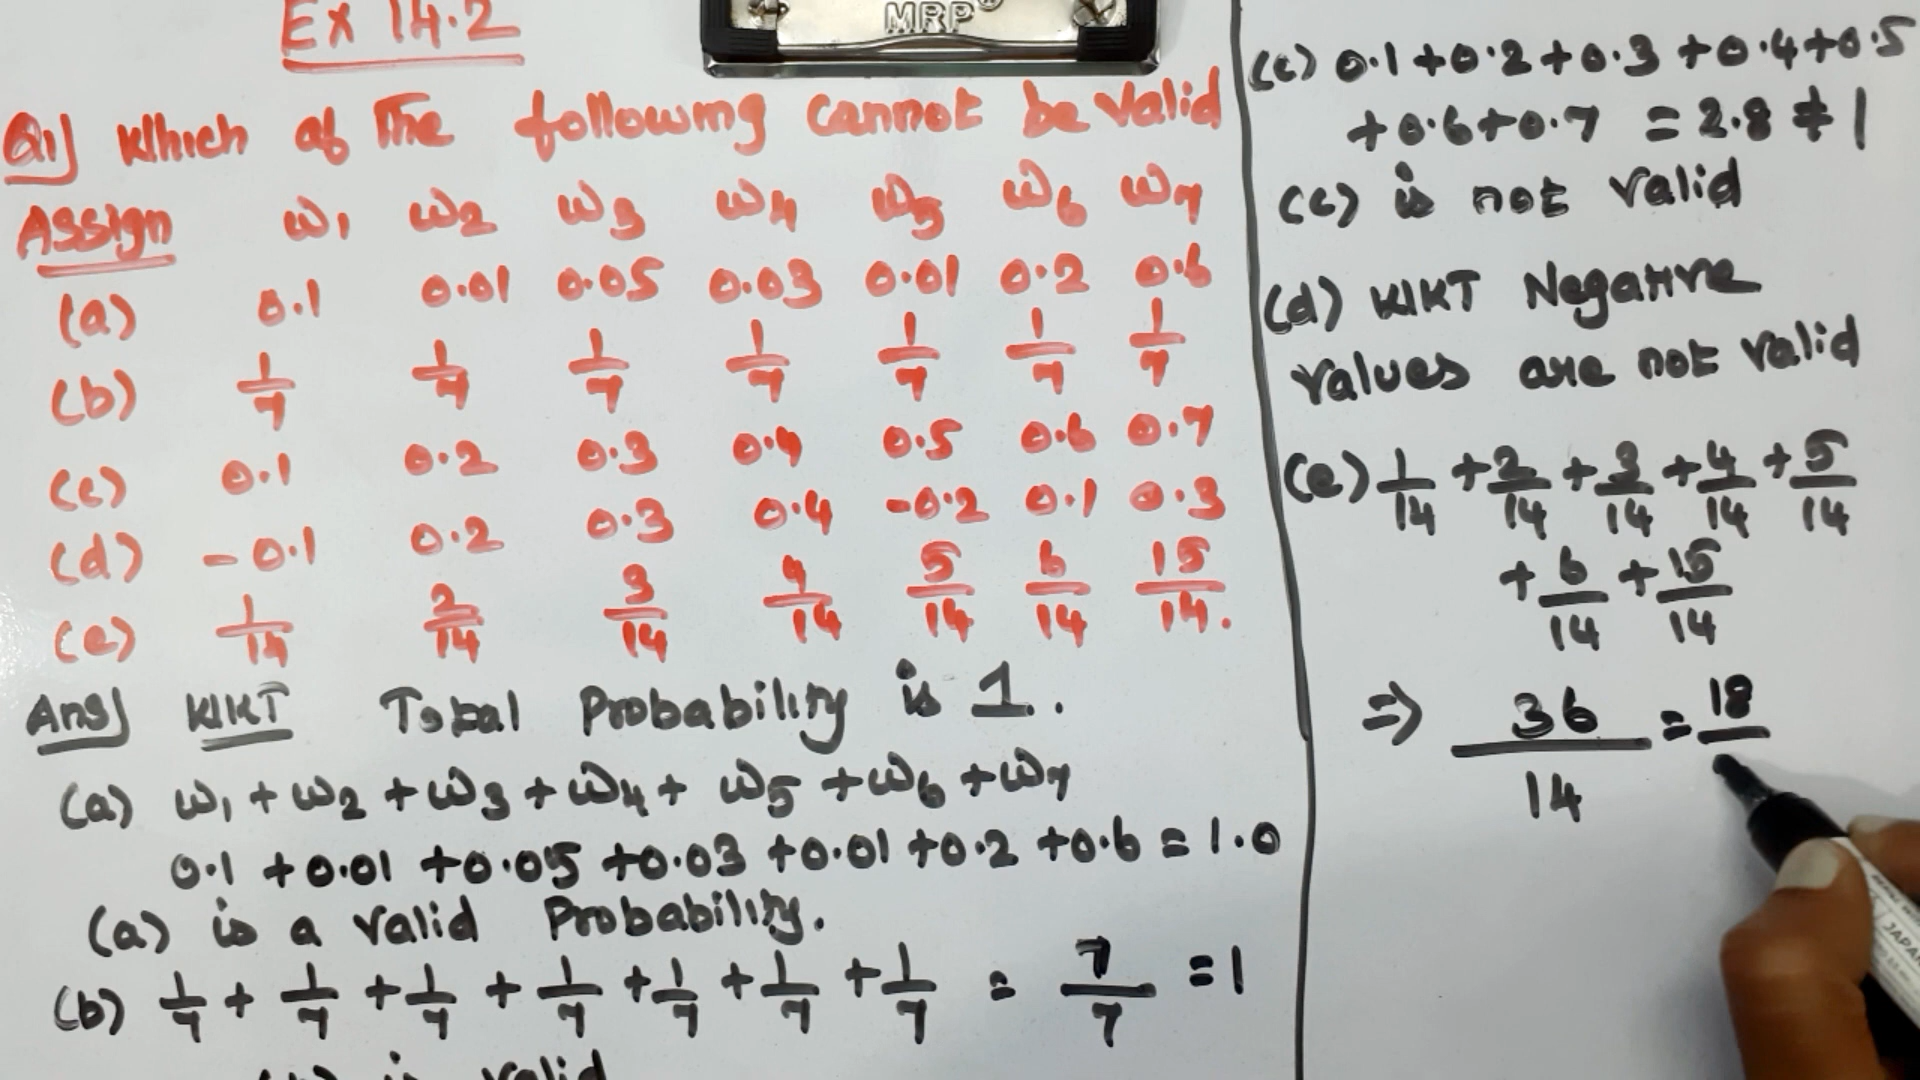 Ex 14.2
MRP
Q1) Which of The following cannot be valid
Assign ω1 ω2 ω3 ω4 ω5 ω6 ω7
(a) 0.1 0.01 0.05 0.03 0.01 0.2 0.6
(b) 1/7 1/7 1/7 1/7 1/7 1/7 1/7
(c) 0.1 0.2 0.3 0.4 0.5 0.6 0.7
(d) -0.1 0.2 0.3 0.4 -0.2 0.1 0.3
(e) 1/14 2/14 3/14 4/14 5/14 6/14 15/14.
Ans) WKT Total Probability is 1.
(a) ω1 + ω2 + ω3 + ω4 + ω5 + ω6 + ω7
0.1 + 0.01 + 0.05 + 0.03 + 0.01 + 0.2 + 0.6 = 1.0
(a) is a valid Probability.
(b) 1/7 + 1/7 + 1/7 + 1/7 + 1/7 + 1/7 + 1/7 = 7/7 = 1
(b) is valid
(c) 0.1 + 0.2 + 0.3 + 0.4 + 0.5
+ 0.6 + 0.7 = 2.8 ≠ 1
(c) is not valid
(d) WKT Negative
values are not valid
(e) 1/14 + 2/14 + 3/14 + 4/14 + 5/14
+ 6/14 + 15/14
⇒ 36/14 = 18/
JAPAN